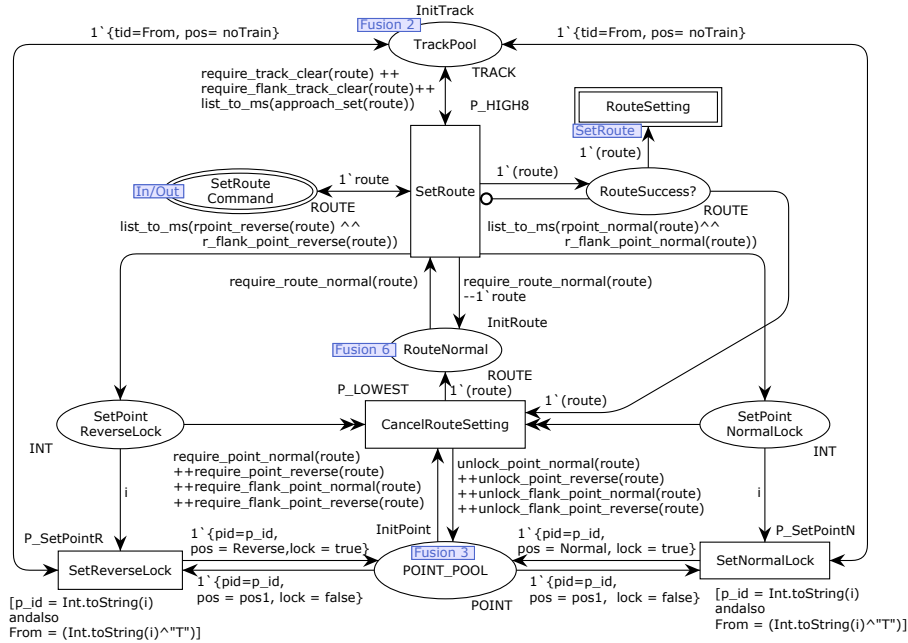 InitTrack
Fusion 2
1`{tid=From, pos= noTrain}
1`{tid=From, pos= noTrain}
TrackPool
TRACK
require_track_clear(route) ++
require_flank_track_clear(route)++
list_to_ms(approach_set(route))
P_HIGH8
RouteSetting
SetRoute
1`(route)
1`(route)
1`route
SetRoute
Command
In/Out
ROUTE
SetRoute
RouteSuccess?
ROUTE
list_to_ms(rpoint_reverse(route) ^^
r_flank_point_reverse(route))
list_to_ms(rpoint_normal(route)^^
r_flank_point_normal(route))
require_route_normal(route)
require_route_normal(route)
--1`route
InitRoute
Fusion 6
RouteNormal
ROUTE
P_LOWEST
1`(route)
1`(route)
SetPoint
ReverseLock
INT
CancelRouteSetting
SetPoint
NormalLock
INT
require_point_normal(route)
++require_point_reverse(route)
++require_flank_point_normal(route)
++require_flank_point_reverse(route)
unlock_point_normal(route)
++unlock_point_reverse(route)
++unlock_flank_point_normal(route)
++unlock_flank_point_reverse(route)
i
i
P_SetPointR
1`{pid=p_id,
pos = Reverse,lock = true}
InitPoint
Fusion 3
1`{pid=p_id,
pos = Normal, lock = true}
P_SetPointN
SetReverseLock
POINT_POOL
SetNormalLock
1`{pid=p_id,
pos = pos1, lock = false}
POINT
1`{pid=p_id,
pos = pos1, lock = false}
[p_id = Int.toString(i)
andalso
From = (Int.toString(i)^"T")]
[p_id = Int.toString(i)
andalso
From = (Int.toString(i)^"T")]